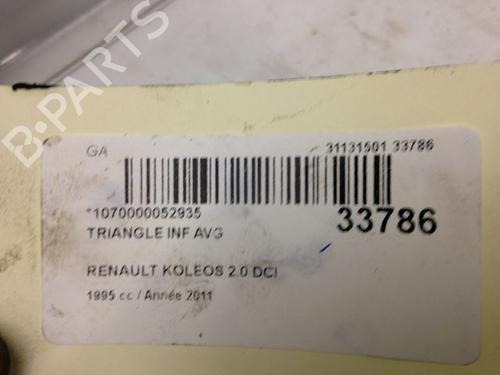 B-PARTS
GA 31131501 33786
*1070000052935
33786
TRIANGLE INF AVG
RENAULT KOLEOS 2.0 DCI
1995 cc / Année 2011